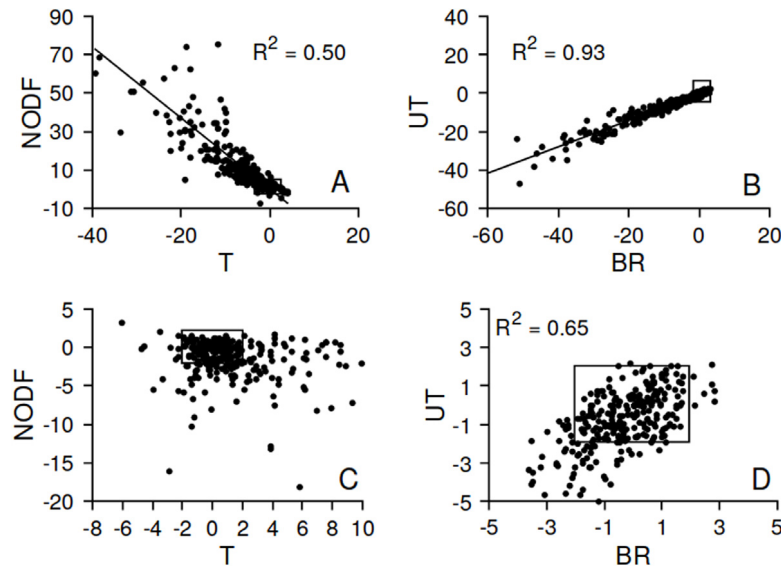 90
70
50
30
10
-10
NODF
R² = 0.50
A
-40 -20 0 20
T
40
20
0
-20
-40
-60
UT
R² = 0.93
B
-60 -40 -20 0 20
BR
5
0
-5
-10
-15
-20
NODF
C
-8 -6 -4 -2 0 2 4 6 8 10
T
5
3
1
-1
-3
-5
UT
R² = 0.65
D
-5 -3 -1 1 3 5
BR